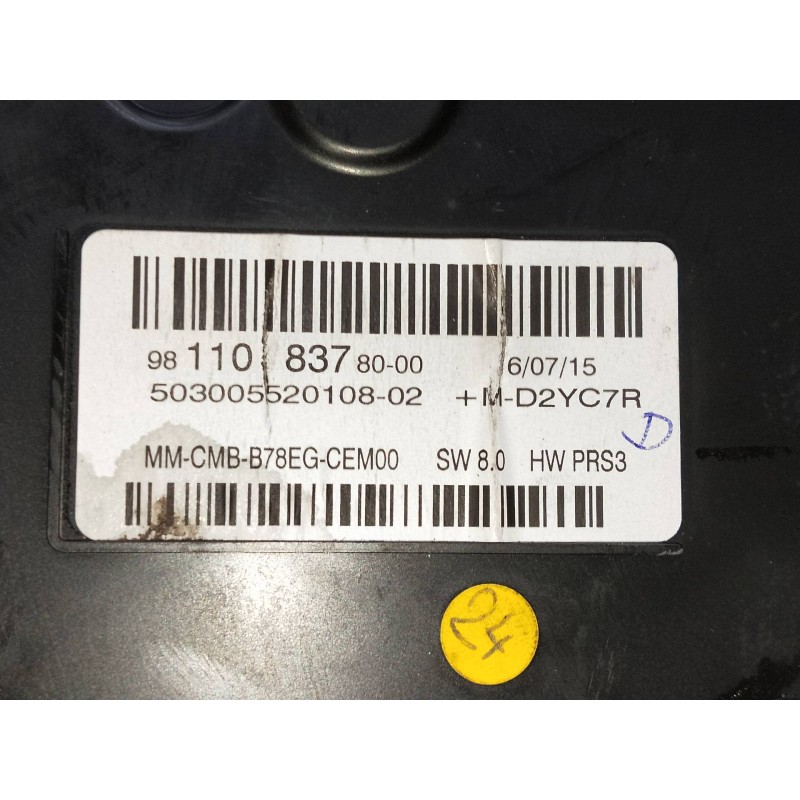 98 110 837 80-00 6/07/15
503005520108-02 +M-D2YC7R
D
MM-CMB-B78EG-CEM00 SW 8.0 HW PRS3
24